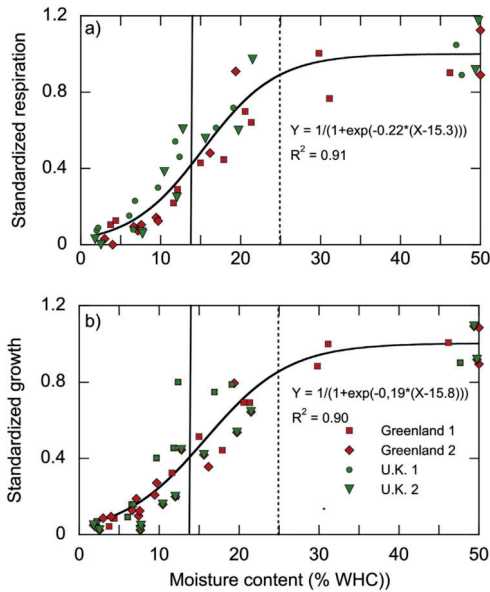 1.2
a)
0.8
0.4
0
Standardized respiration
Y = 1/(1+exp(-0.22*(X-15.3)))
R² = 0.91
0 10 20 30 40 50
1.2
b)
0.8
0.4
0
Standardized growth
Y = 1/(1+exp(-0,19*(X-15.8)))
R² = 0.90
Greenland 1
Greenland 2
U.K. 1
U.K. 2
0 10 20 30 40 50
Moisture content (% WHC))